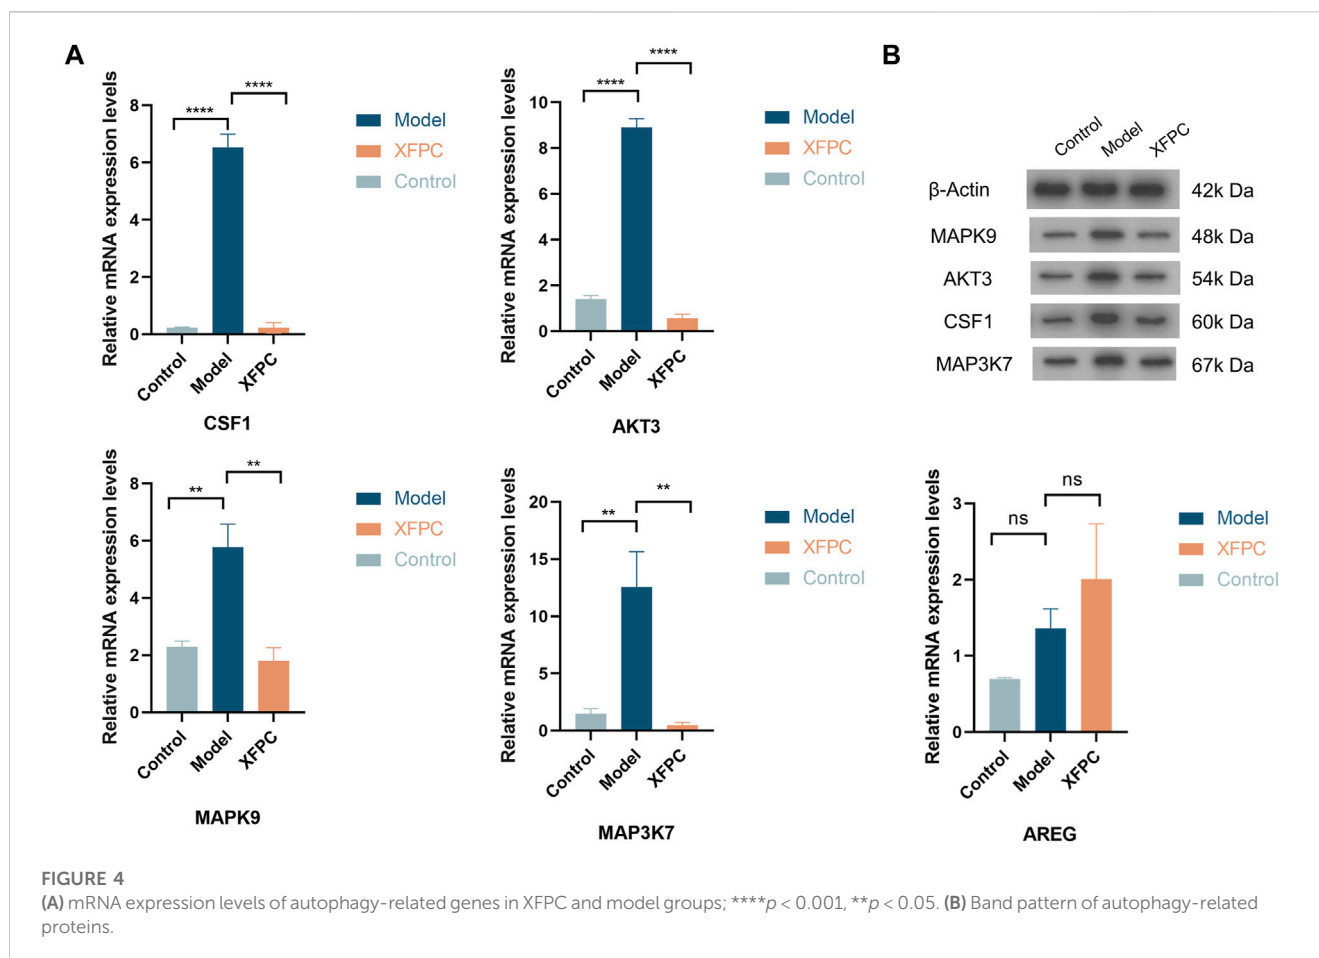 A
Relative mRNA expression levels
8
6
4
2
0
****
****
Control
Model
XFPC
CSF1
Model
XFPC
Control
Relative mRNA expression levels
10
8
6
4
2
0
****
****
Control
Model
XFPC
AKT3
Model
XFPC
Control
B
Control Model XFPC
β-Actin 42k Da
MAPK9 48k Da
AKT3 54k Da
CSF1 60k Da
MAP3K7 67k Da
Relative mRNA expression levels
8
6
4
2
0
**
**
Control
Model
XFPC
MAPK9
Model
XFPC
Control
Relative mRNA expression levels
20
15
10
5
0
**
**
Control
Model
XFPC
MAP3K7
Model
XFPC
Control
Relative mRNA expression levels
3
2
1
0
ns
ns
Control
Model
XFPC
AREG
Model
XFPC
Control
FIGURE 4
(A) mRNA expression levels of autophagy-related genes in XFPC and model groups; ****p < 0.001, **p < 0.05. (B) Band pattern of autophagy-related
proteins.